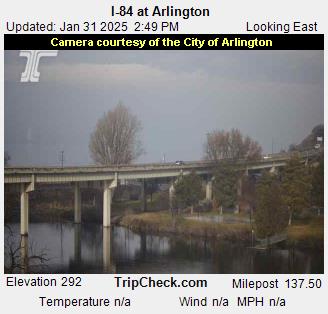 I-84 at Arlington
Updated: Jan 31 2025 2:49 PM Looking East
Camera courtesy of the City of Arlington
Elevation 292 TripCheck.com Milepost 137.50
Temperature n/a Wind n/a MPH n/a